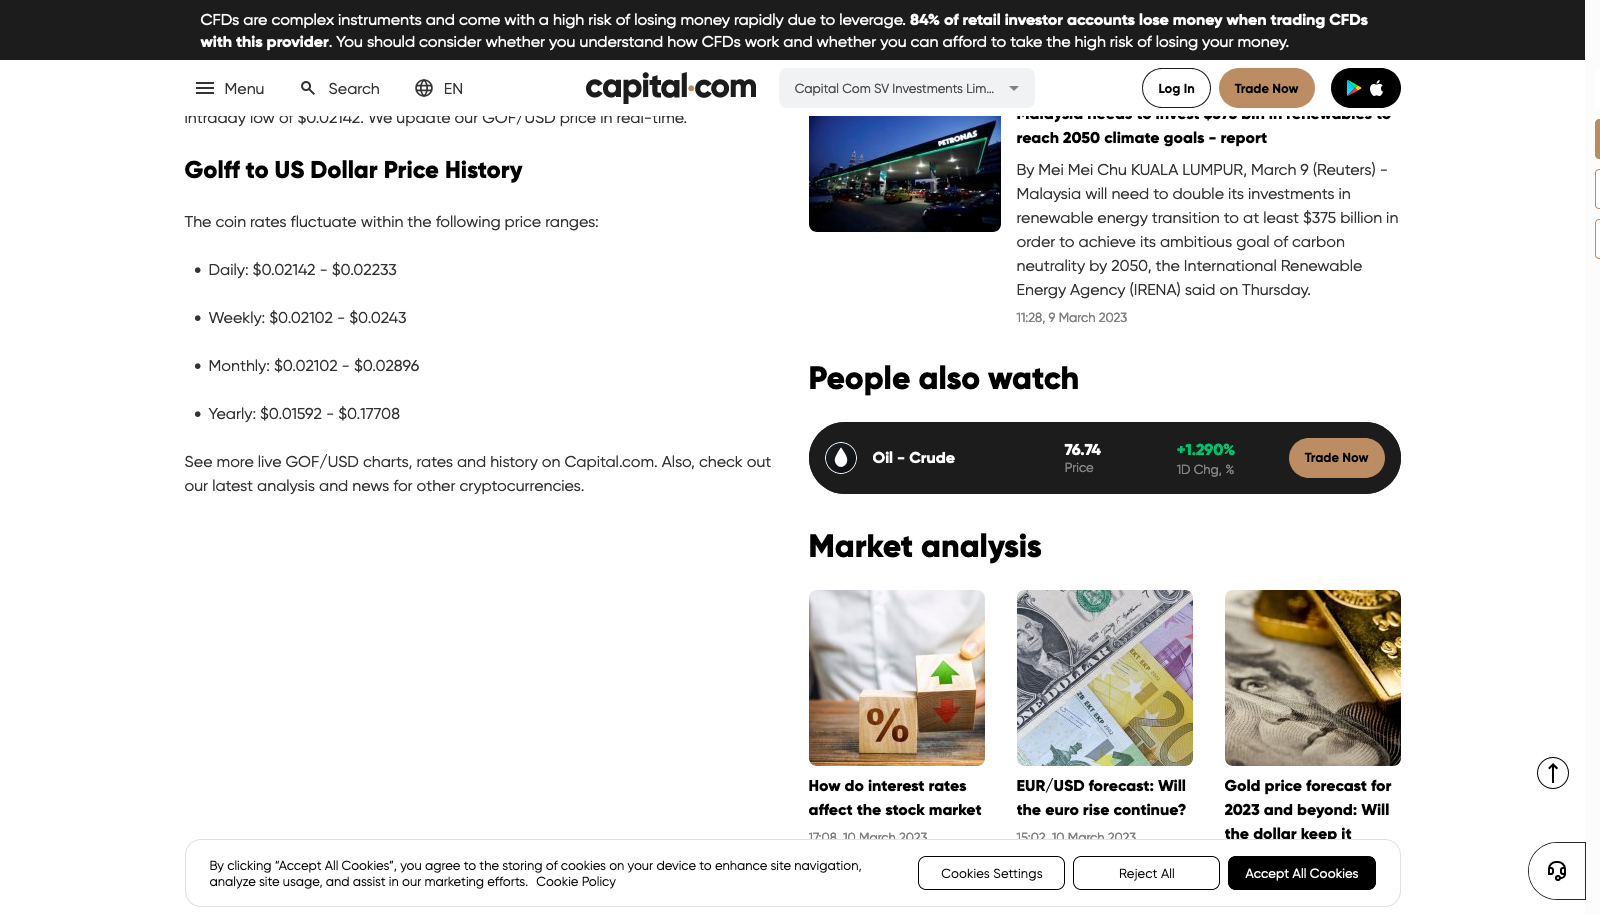 CFDs are complex instruments and come with a high risk of losing money rapidly due to leverage. 84% of retail investor accounts lose money when trading CFDs
with this provider. You should consider whether you understand how CFDs work and whether you can afford to take the high risk of losing your money.
Menu
Search
EN
capital.com
Capital Com SV Investments Lim...
Log In
Trade Now
intraday low of $0.02142. We update our GOF/USD price in real-time.
Golff to US Dollar Price History
The coin rates fluctuate within the following price ranges:
• Daily: $0.02142 - $0.02233
• Weekly: $0.02102 - $0.0243
• Monthly: $0.02102 - $0.02896
• Yearly: $0.01592 - $0.17708
See more live GOF/USD charts, rates and history on Capital.com. Also, check out
our latest analysis and news for other cryptocurrencies.
PETRONAS
Malaysia needs to invest $375 bln in renewables to
reach 2050 climate goals - report
By Mei Mei Chu KUALA LUMPUR, March 9 (Reuters) -
Malaysia will need to double its investments in
renewable energy transition to at least $375 billion in
order to achieve its ambitious goal of carbon
neutrality by 2050, the International Renewable
Energy Agency (IRENA) said on Thursday.
11:28, 9 March 2023
People also watch
Oil - Crude
76.74
Price
+1.290%
1D Chg, %
Trade Now
Market analysis
%
How do interest rates
affect the stock market
17:08, 10 March 2023
EUR/USD forecast: Will
the euro rise continue?
15:02, 10 March 2023
Gold price forecast for
2023 and beyond: Will
the dollar keep it
By clicking “Accept All Cookies”, you agree to the storing of cookies on your device to enhance site navigation,
analyze site usage, and assist in our marketing efforts. Cookie Policy
Cookies Settings
Reject All
Accept All Cookies